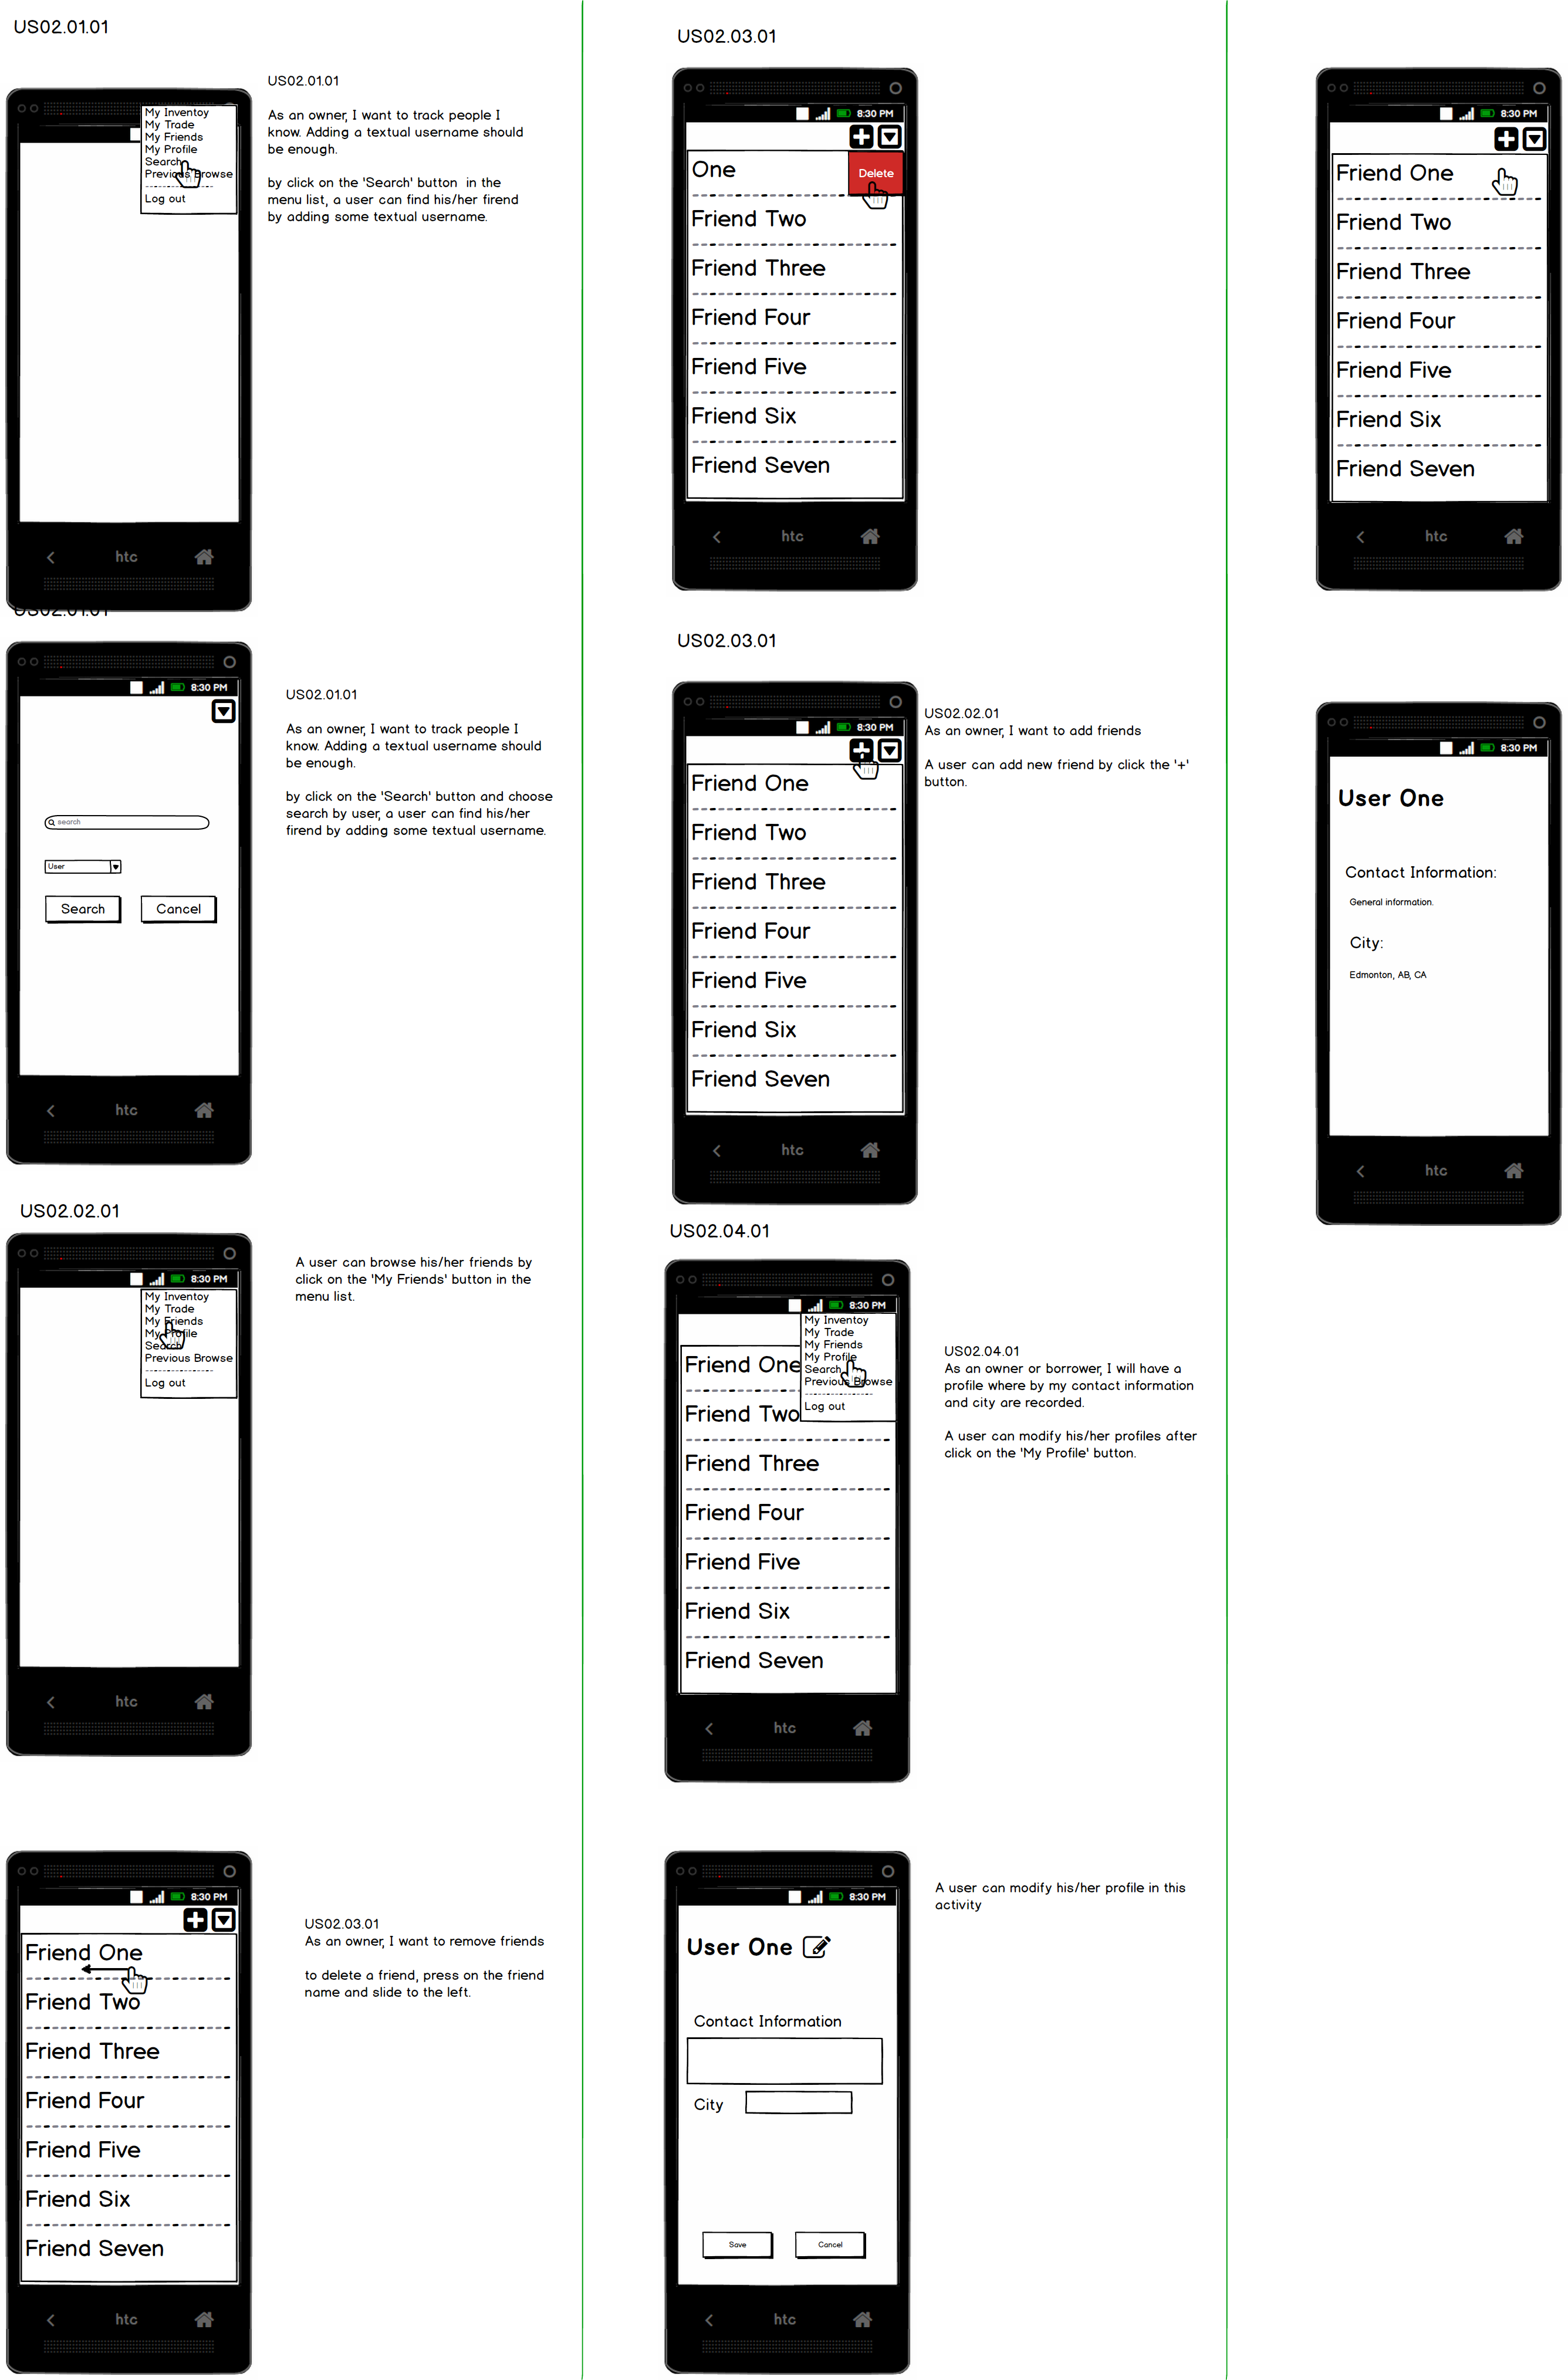 US02.01.01
US02.01.01
As an owner, I want to track people I
know. Adding a textual username should
be enough.
by click on the 'Search' button in the
menu list, a user can find his/her firend
by adding some textual username.
My Inventoy
My Trade
My Friends
My Profile
Search
Previous Browse
Log out
htc
US02.01.01
8:30 PM
search
User
Search
Cancel
htc
US02.01.01
As an owner, I want to track people I
know. Adding a textual username should
be enough.
by click on the 'Search' button and choose
search by user, a user can find his/her
firend by adding some textual username.
US02.02.01
8:30 PM
My Inventoy
My Trade
My Friends
My Profile
Search
Previous Browse
Log out
htc
A user can browse his/her friends by
click on the 'My Friends' button in the
menu list.
8:30 PM
Friend One
Friend Two
Friend Three
Friend Four
Friend Five
Friend Six
Friend Seven
htc
US02.03.01
As an owner, I want to remove friends
to delete a friend, press on the friend
name and slide to the left.
US02.03.01
8:30 PM
One
Delete
Friend Two
Friend Three
Friend Four
Friend Five
Friend Six
Friend Seven
htc
US02.03.01
8:30 PM
Friend One
Friend Two
Friend Three
Friend Four
Friend Five
Friend Six
Friend Seven
htc
US02.02.01
As an owner, I want to add friends
A user can add new friend by click the '+'
button.
US02.04.01
8:30 PM
My Inventoy
My Trade
My Friends
My Profile
Search
Previous Browse
Log out
Friend One
Friend Two
Friend Three
Friend Four
Friend Five
Friend Six
Friend Seven
htc
US02.04.01
As an owner or borrower, I will have a
profile where by my contact information
and city are recorded.
A user can modify his/her profiles after
click on the 'My Profile' button.
8:30 PM
User One
Contact Information
City
Save
Cancel
htc
A user can modify his/her profile in this
activity
8:30 PM
Friend One
Friend Two
Friend Three
Friend Four
Friend Five
Friend Six
Friend Seven
htc
8:30 PM
User One
Contact Information:
General information.
City:
Edmonton, AB, CA
htc